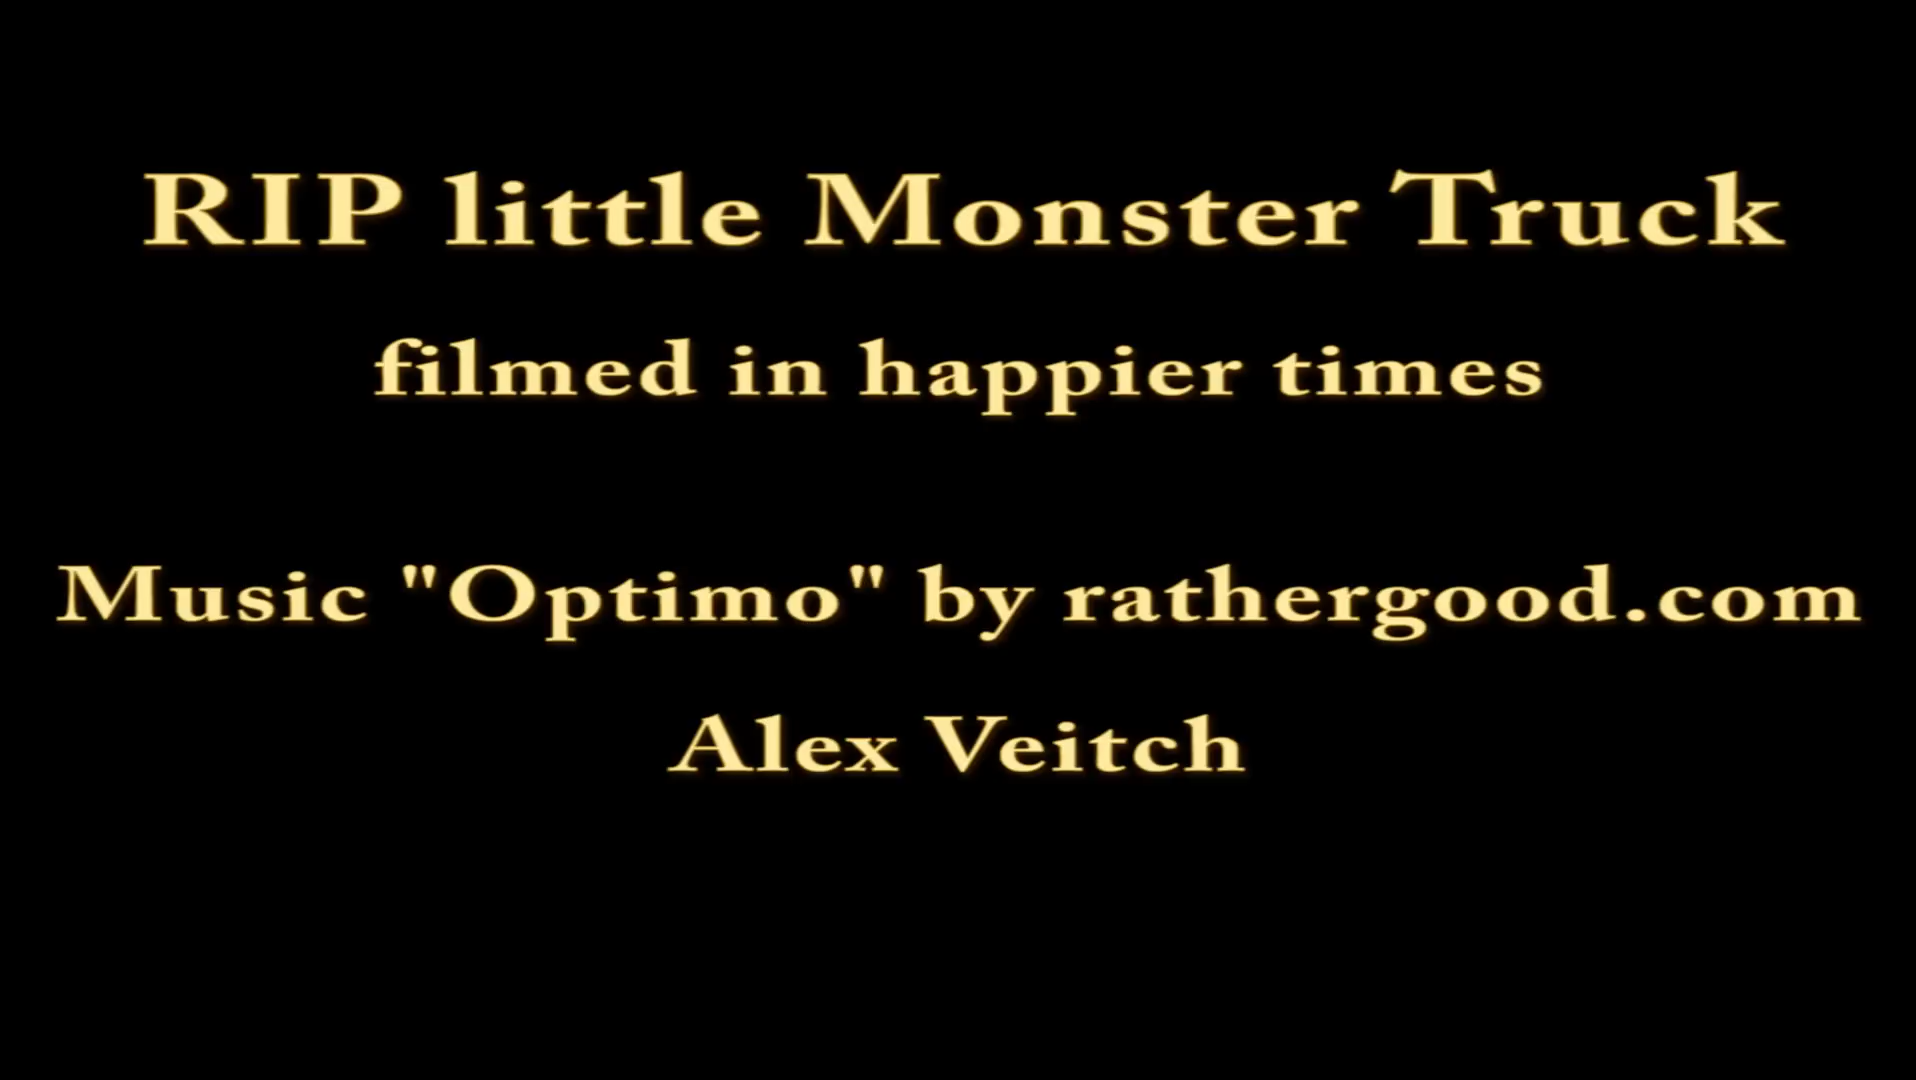 RIP little Monster Truck
filmed in happier times
Music "Optimo" by rathergood.com
Alex Veitch